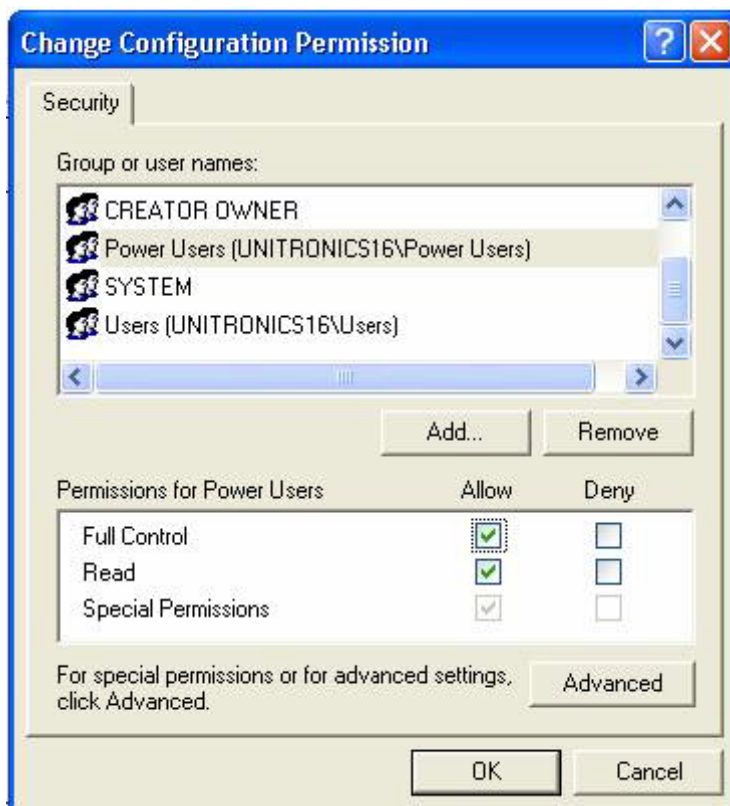 Change Configuration Permission
Security
Group or user names:
CREATOR OWNER
Power Users (UNITRONICS16\Power Users)
SYSTEM
Users (UNITRONICS16\Users)
Add... Remove
Permissions for Power Users Allow Deny
Full Control
Read
Special Permissions
For special permissions or for advanced settings,
click Advanced.
Advanced
OK Cancel